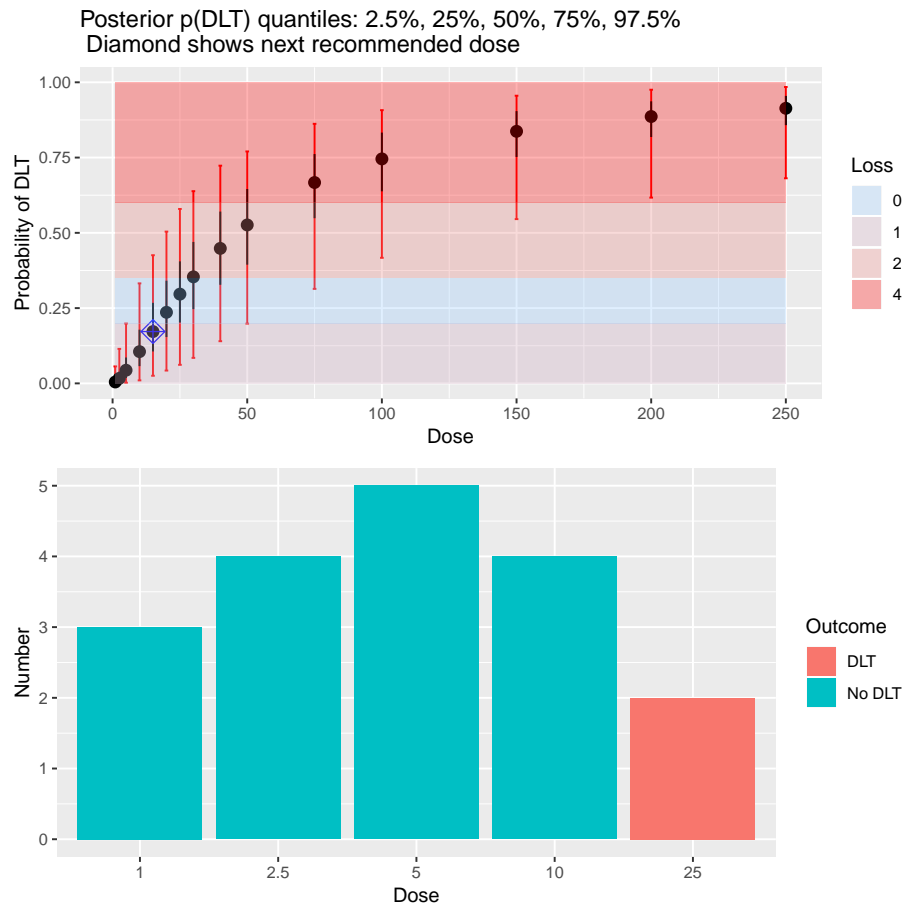 Posterior p(DLT) quantiles: 2.5%, 25%, 50%, 75%, 97.5%
Diamond shows next recommended dose
1.00
0.75
0.50
0.25
0.00
Probability of DLT
0
50
100
150
200
250
Dose
Loss
0
1
2
4
5
4
3
2
1
0
Number
1
2.5
5
10
25
Dose
Outcome
DLT
No DLT